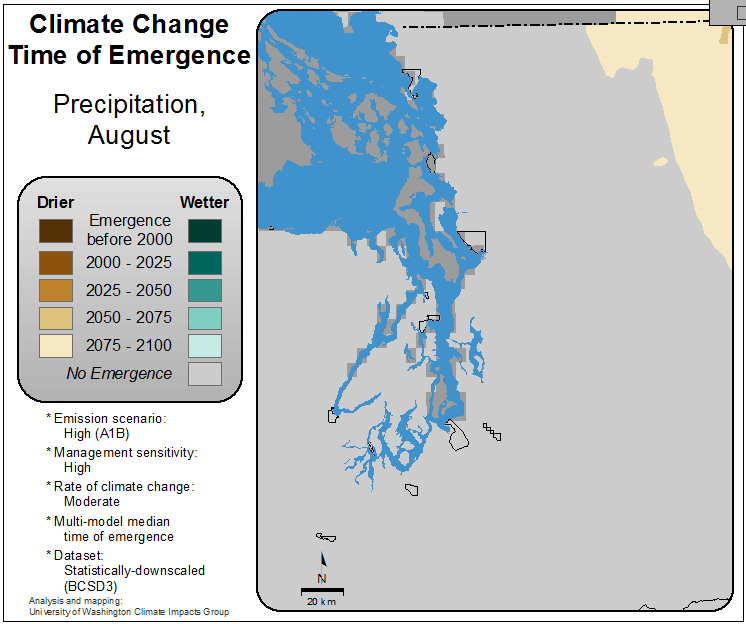 Climate Change
Time of Emergence
Precipitation,
August
Drier
Wetter
Emergence
before 2000
2000 - 2025
2025 - 2050
2050 - 2075
2075 - 2100
No Emergence
* Emission scenario:
High (A1B)
* Management sensitivity:
High
* Rate of climate change:
Moderate
* Multi-model median
time of emergence
* Dataset:
Statistically-downscaled
(BCSD3)
Analysis and mapping:
University of Washington Climate Impacts Group
N
20 km